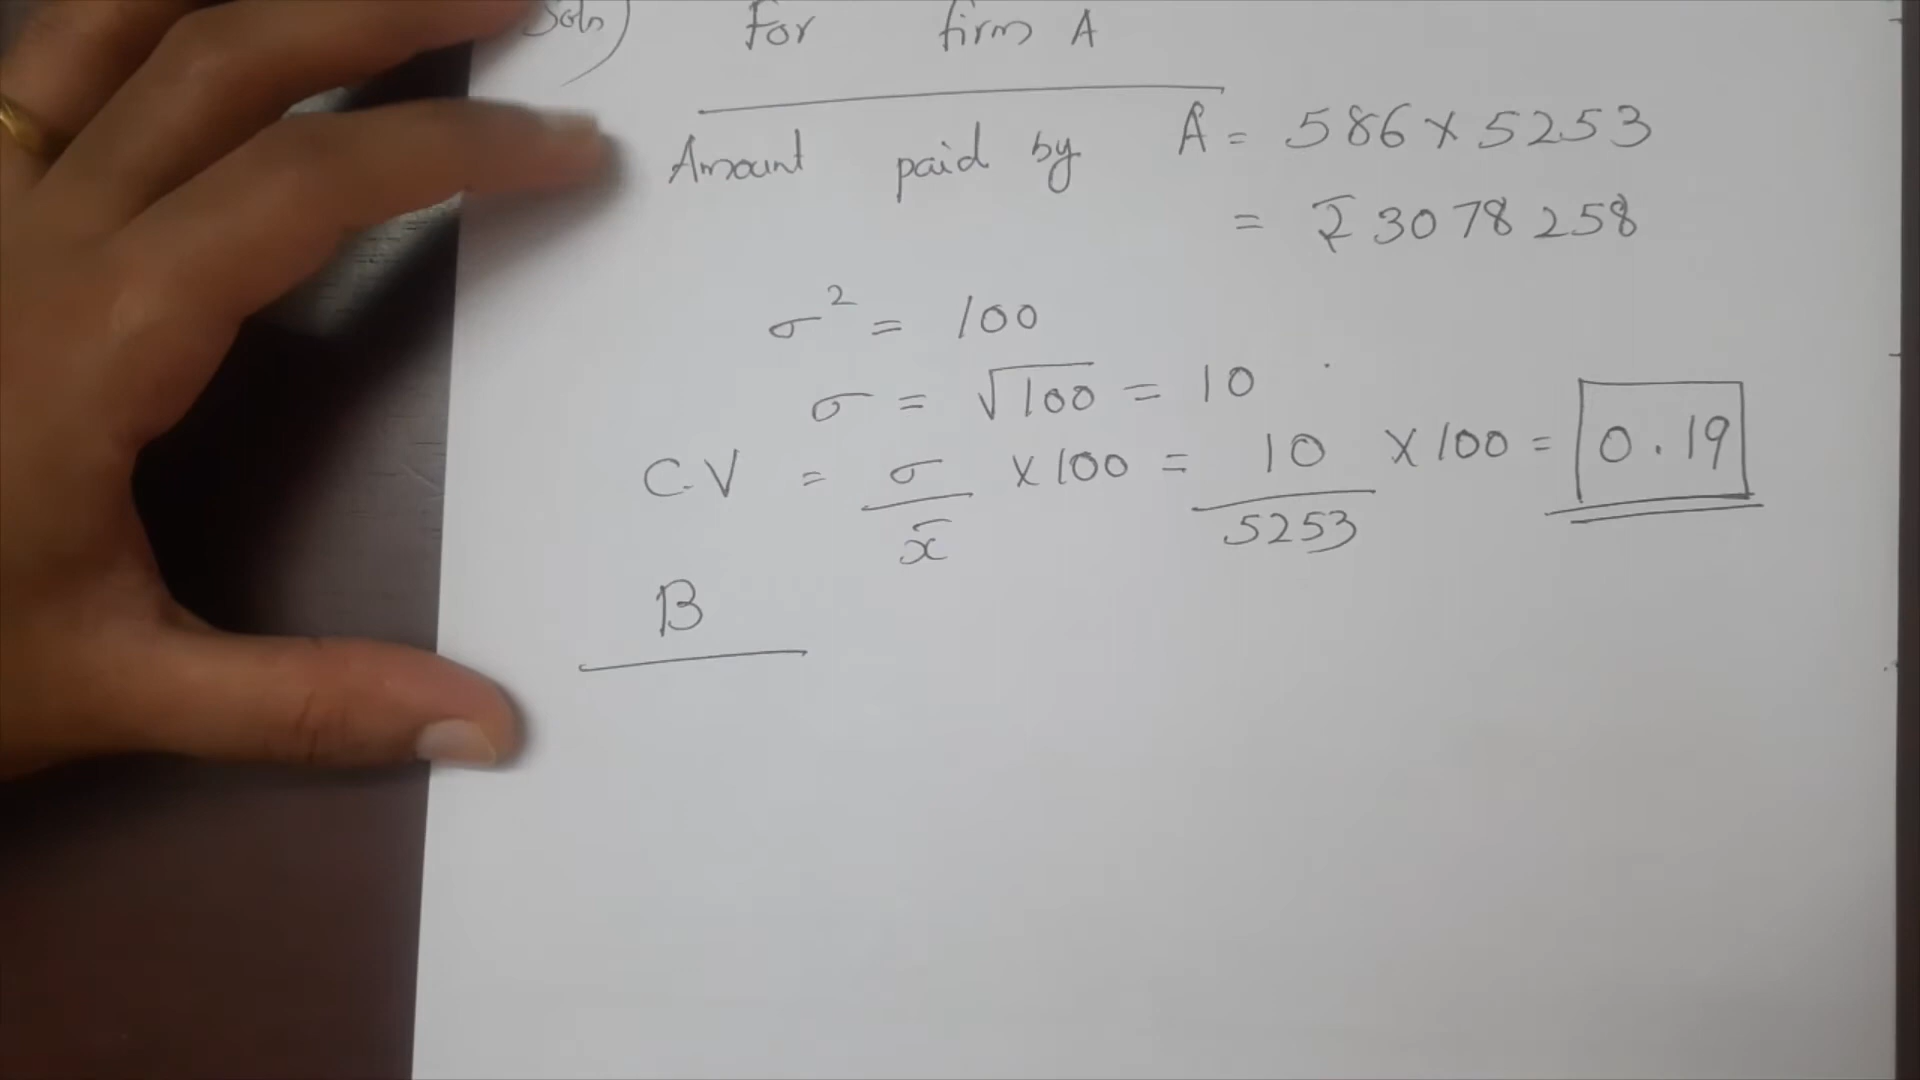 Soln) For firm A
Amount paid by A = 586 × 5253
= ₹ 3078258
σ² = 100
σ = √100 = 10
C.V = σ/x̄ × 100 = 10/5253 × 100 = 0.19
B